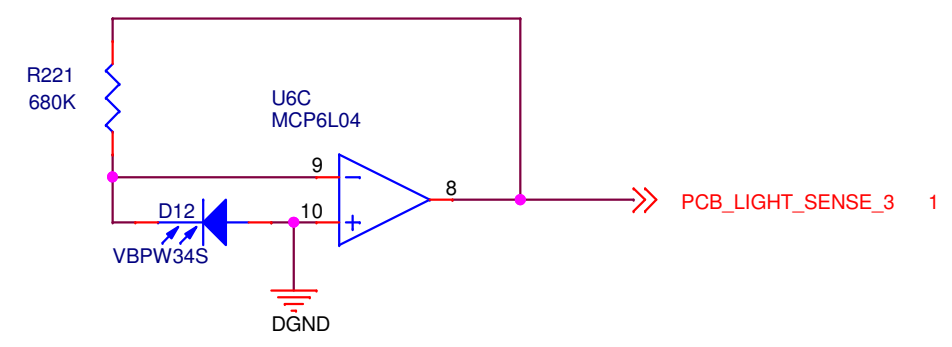 R221
680K
U6C
MCP6L04
9
8
D12
10
PCB_LIGHT_SENSE_3 1
VBPW34S
DGND